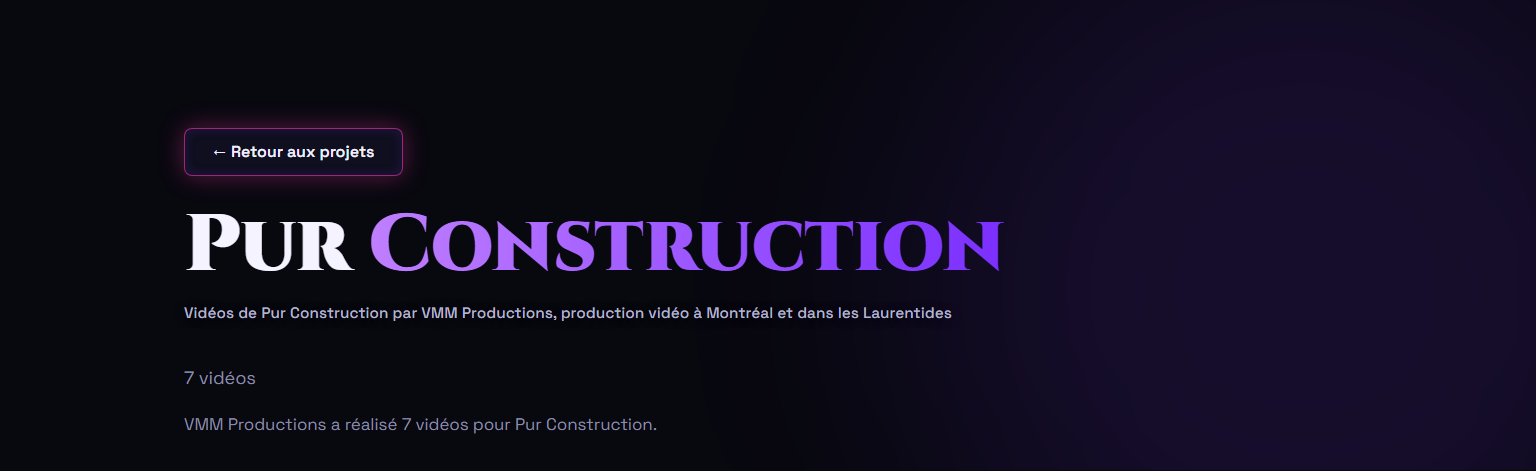 ← Retour aux projets
Pur Construction
Vidéos de Pur Construction par VMM Productions, production vidéo à Montréal et dans les Laurentides
7 vidéos
VMM Productions a réalisé 7 vidéos pour Pur Construction.